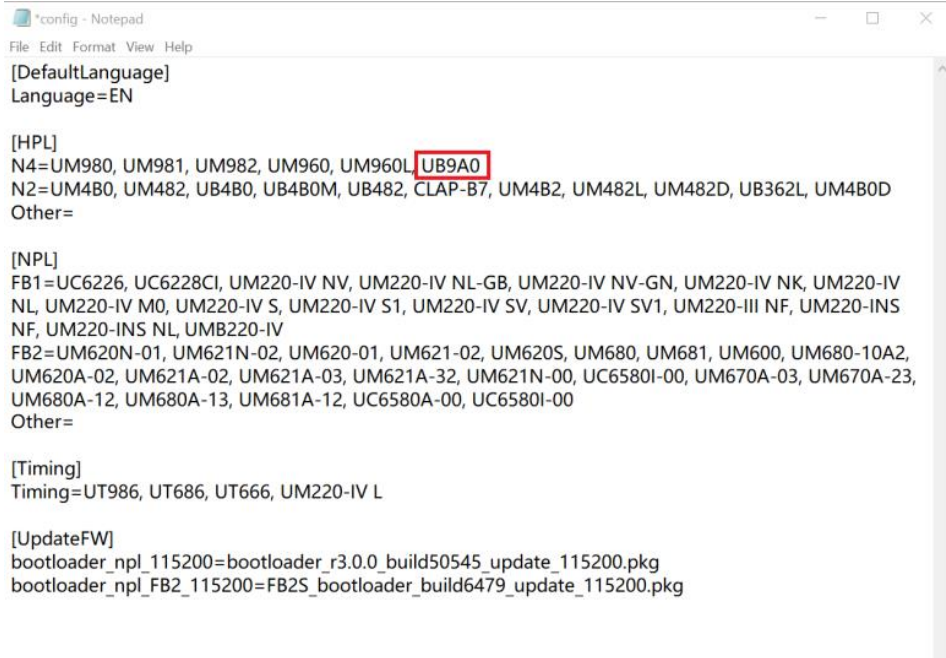 *config - Notepad
File Edit Format View Help
[DefaultLanguage]
Language=EN
[HPL]
N4=UM980, UM981, UM982, UM960, UM960L, UB9A0
N2=UM4B0, UM482, UB4B0, UB4B0M, UB482, CLAP-B7, UM4B2, UM482L, UM482D, UB362L, UM4B0D
Other=
[NPL]
FB1=UC6226, UC6228CI, UM220-IV NV, UM220-IV NL-GB, UM220-IV NV-GN, UM220-IV NK, UM220-IV
NL, UM220-IV M0, UM220-IV S, UM220-IV S1, UM220-IV SV, UM220-IV SV1, UM220-III NF, UM220-INS
NF, UM220-INS NL, UMB220-IV
FB2=UM620N-01, UM621N-02, UM620-01, UM621-02, UM620S, UM680, UM681, UM600, UM680-10A2,
UM620A-02, UM621A-02, UM621A-03, UM621A-32, UM621N-00, UC6580I-00, UM670A-03, UM670A-23,
UM680A-12, UM680A-13, UM681A-12, UC6580A-00, UC6580I-00
Other=
[Timing]
Timing=UT986, UT686, UT666, UM220-IV L
[UpdateFW]
bootloader_npl_115200=bootloader_r3.0.0_build50545_update_115200.pkg
bootloader_npl_FB2_115200=FB2S_bootloader_build6479_update_115200.pkg